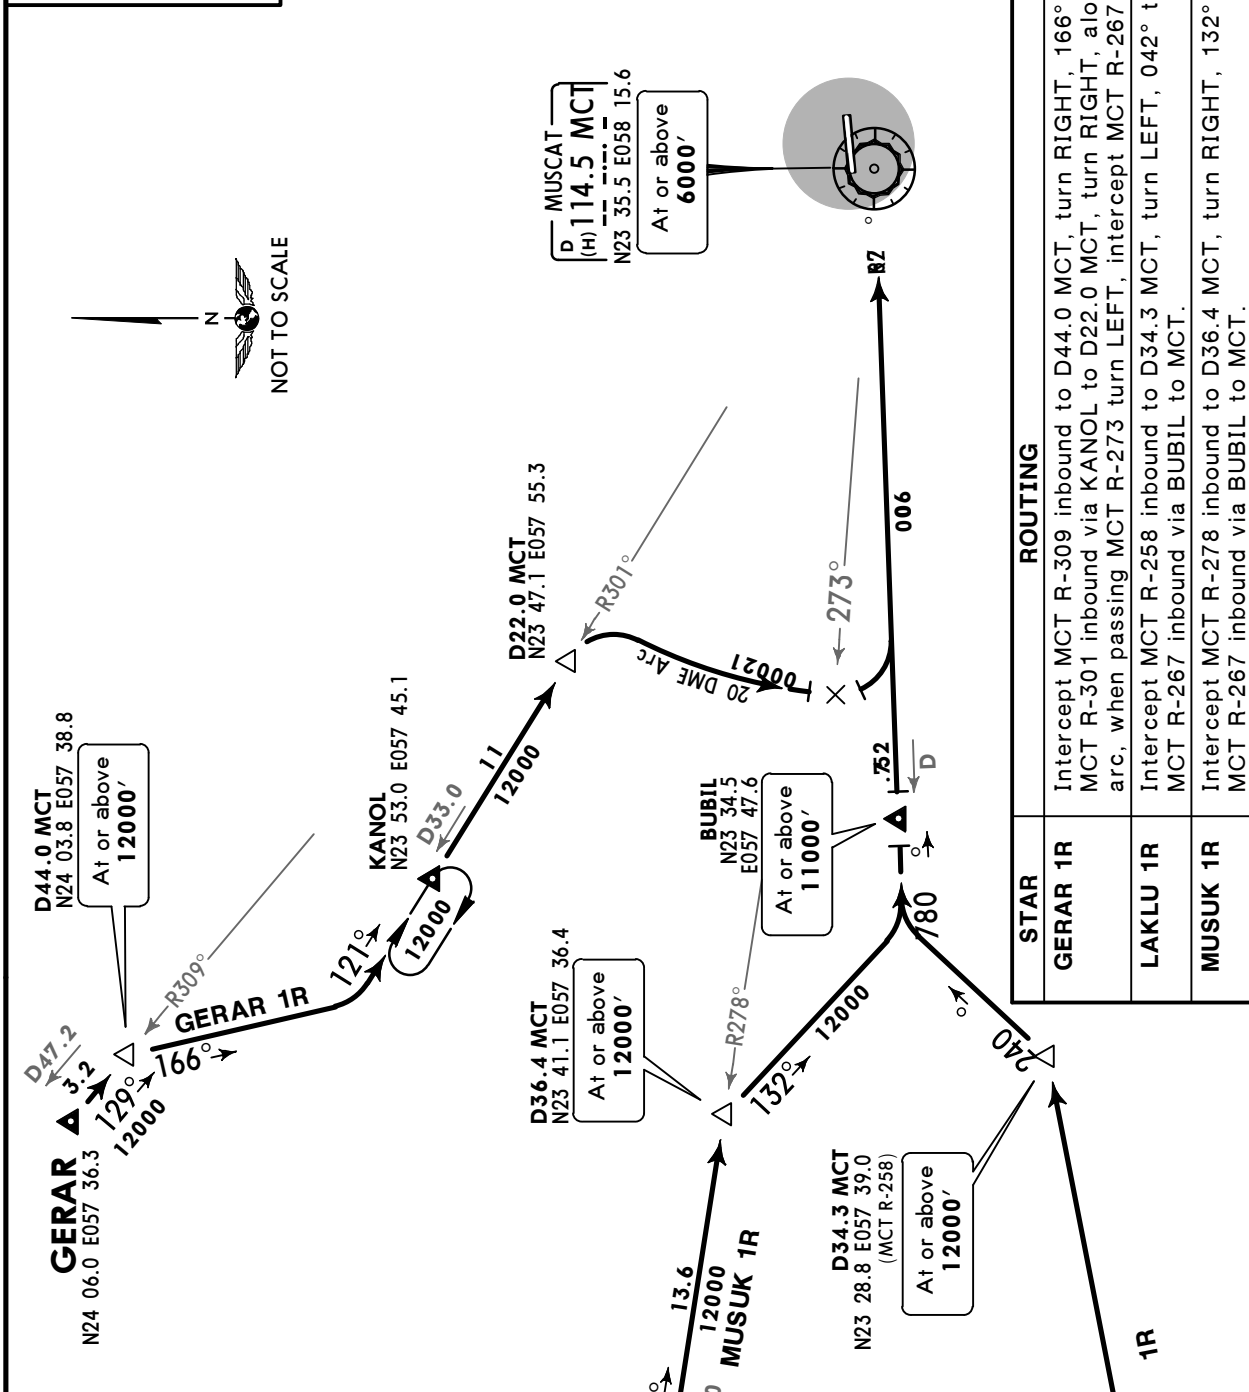 MUSCAT
D
(H) 114.5 MCT
N23 35.5 E058 15.6
At or above
6000'
N
NOT TO SCALE
D22.0 MCT
N23 47.1 E057 55.3
R301°
20 DME Arc
12000
273°
KANOL
N23 53.0 E057 45.1
D33.0
11
12000
12000
121°
D44.0 MCT
N24 03.8 E057 38.8
At or above
12000'
R309°
GERAR 1R
166°
D47.2
3.2
129°
12000
GERAR
N24 06.0 E057 36.3
BUBIL
N23 34.5
E057 47.6
At or above
11000'
D
D36.4 MCT
N23 41.1 E057 36.4
At or above
12000'
R278°
132°
12000
13.6
12000
MUSUK 1R
D34.3 MCT
N23 28.8 E057 39.0
(MCT R-258)
At or above
12000'
1R
STAR ROUTING
GERAR 1R Intercept MCT R-309 inbound to D44.0 MCT, turn RIGHT, 166°
MCT R-301 inbound via KANOL to D22.0 MCT, turn RIGHT, alo
arc, when passing MCT R-273 turn LEFT, intercept MCT R-267
LAKLU 1R Intercept MCT R-258 inbound to D34.3 MCT, turn LEFT, 042° t
MCT R-267 inbound via BUBIL to MCT.
MUSUK 1R Intercept MCT R-278 inbound to D36.4 MCT, turn RIGHT, 132°
MCT R-267 inbound via BUBIL to MCT.